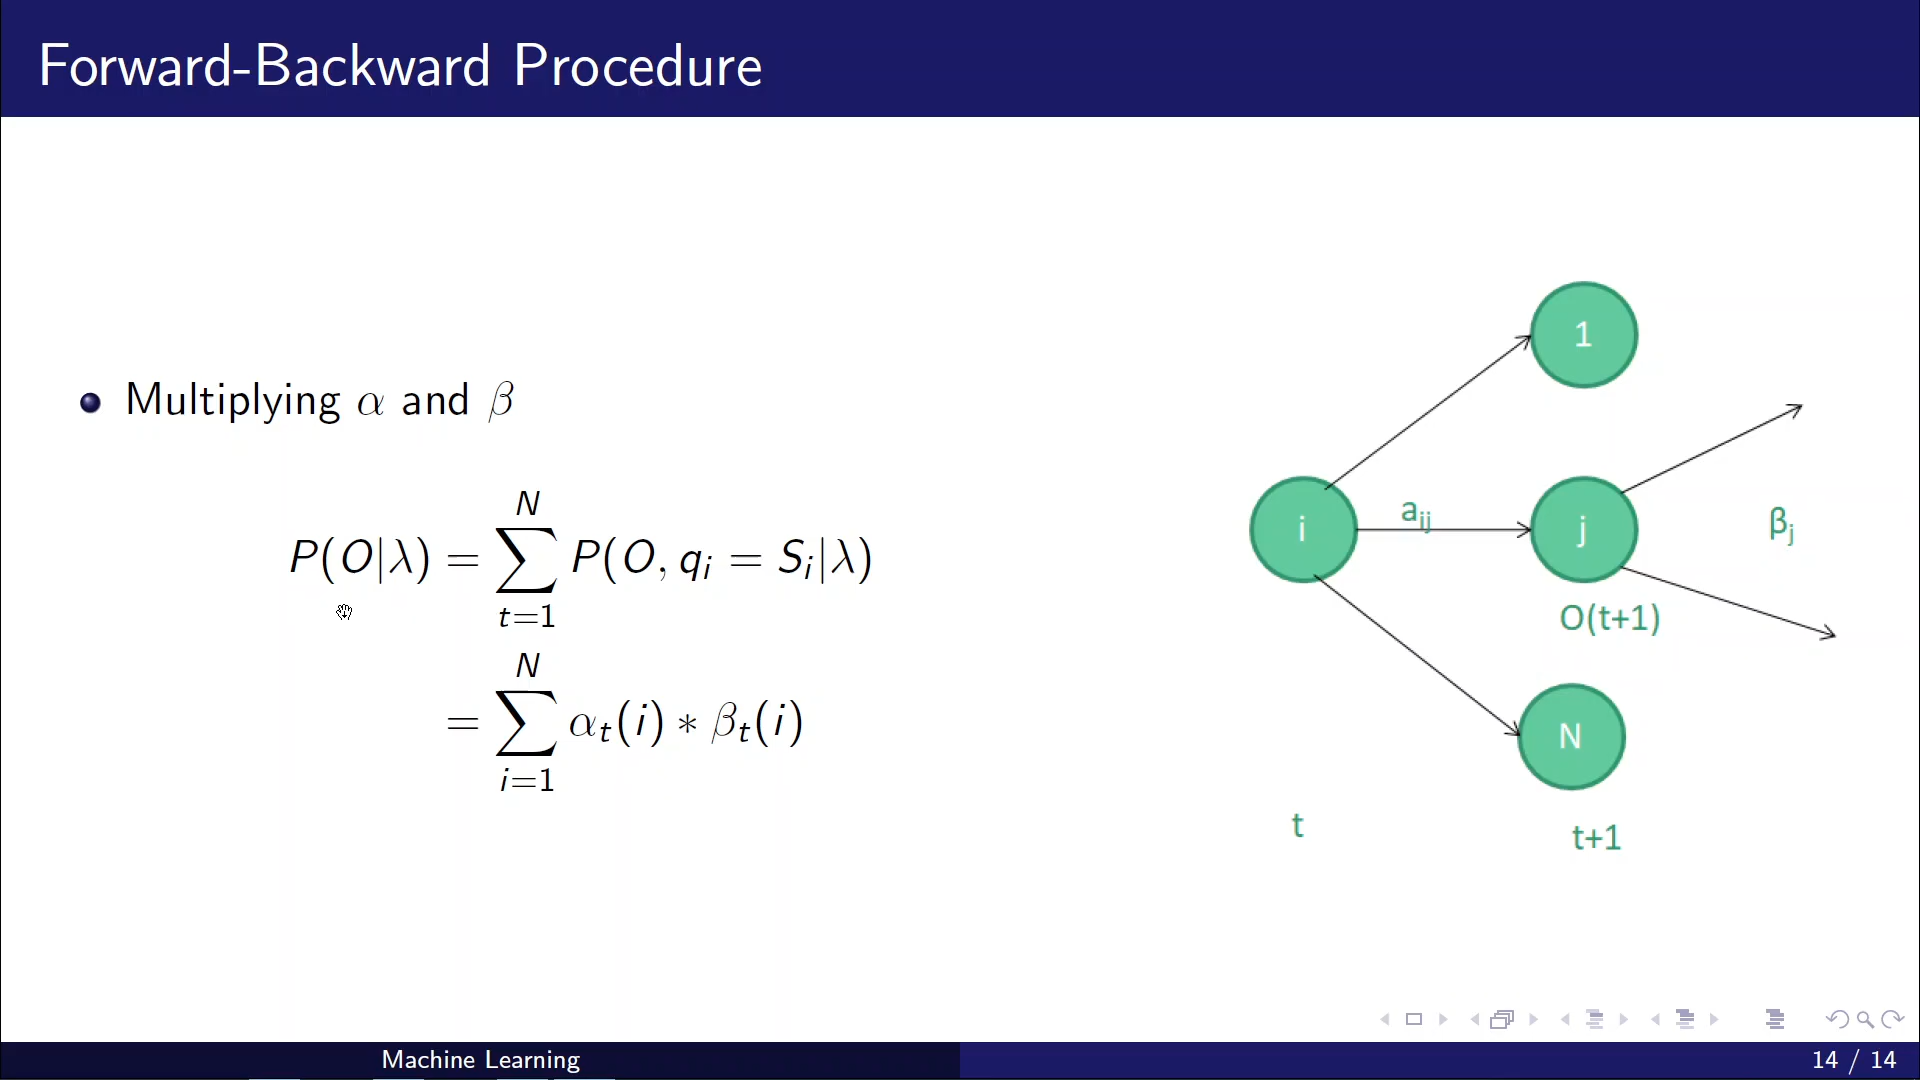 Forward-Backward Procedure
Multiplying α and β
P(O|λ) = ∑_{t=1}^{N} P(O, q_i = S_i|λ)
= ∑_{i=1}^{N} α_t(i) ∗ β_t(i)
1
i
a_ij
j
β_j
O(t+1)
N
t
t+1
Machine Learning
14 / 14